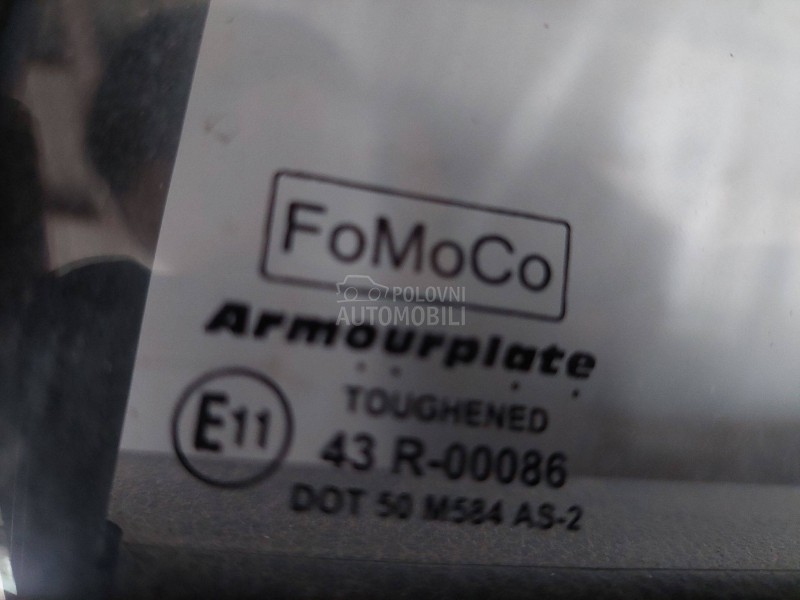 FoMoCo
POLOVNI
AUTOMOBILI
Armourplate
TOUGHENED
E11
43 R-00086
DOT 50 M584 AS-2